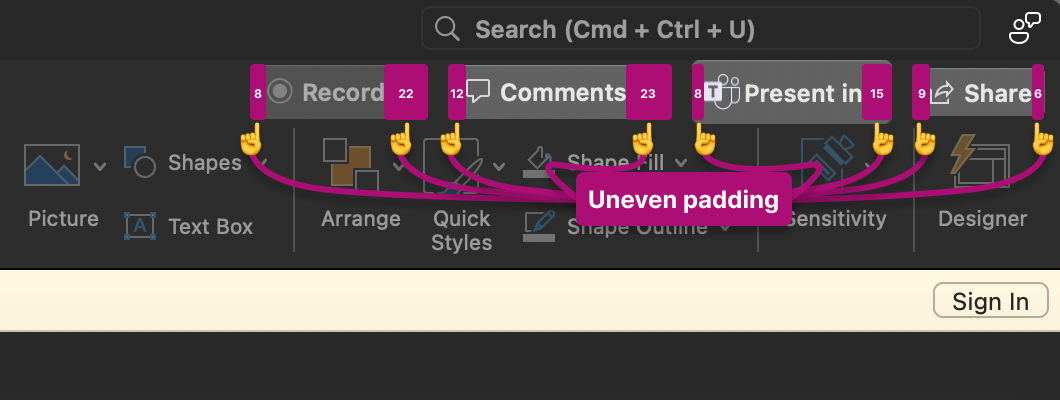 Search (Cmd + Ctrl + U)
8 Record 22 12 Comments 23 8 T Present in 15 9 Share 6
Shapes Shape Fill
Uneven padding
Picture A Text Box Arrange Quick Styles Shape Outline Sensitivity Designer
Sign In